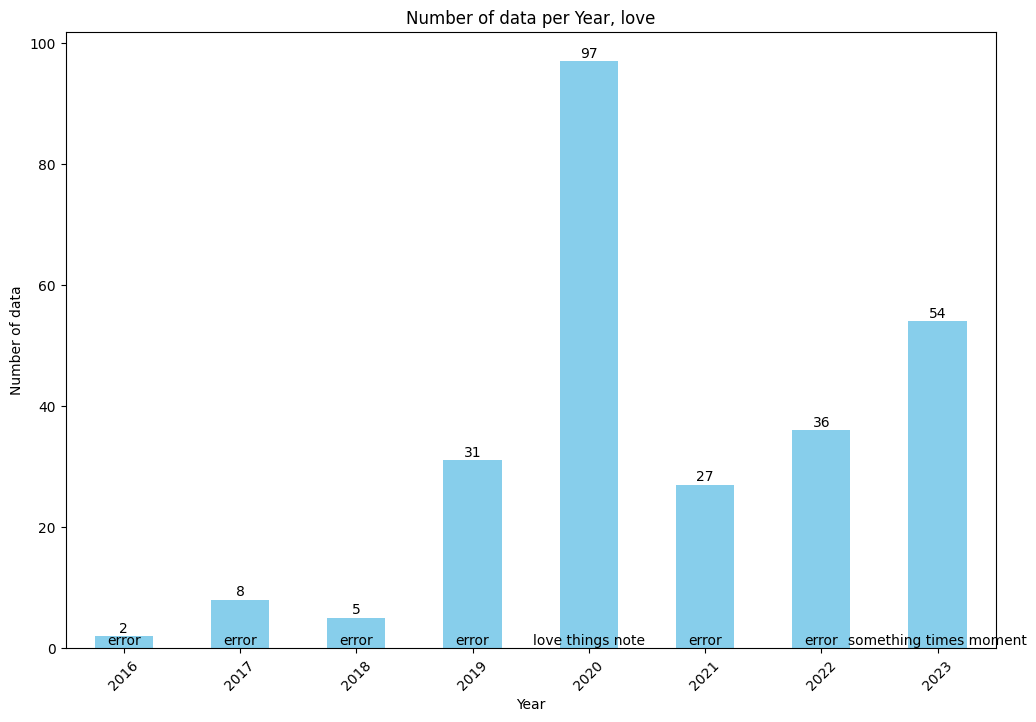 Number of data per Year, love
100
80
60
40
20
0
Number of data
2
8
5
31
97
27
36
54
error
error
error
error
love things note
error
error
something times moment
2016
2017
2018
2019
2020
2021
2022
2023
Year